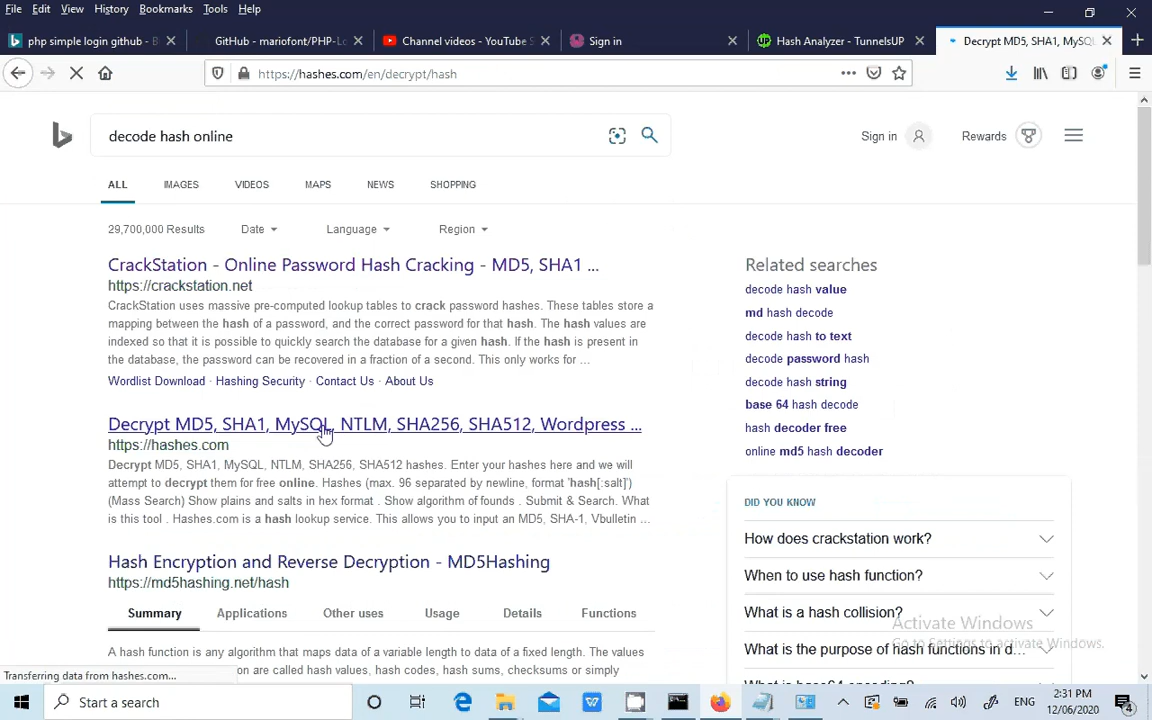 File Edit View History Bookmarks Tools Help
php simple login github - B
GitHub - mariofont/PHP-Lo
Channel videos - YouTube S
Sign in
Hash Analyzer - TunnelsUP
Decrypt MD5, SHA1, MySQL
https://hashes.com/en/decrypt/hash
decode hash online
Sign in
Rewards
ALL IMAGES VIDEOS MAPS NEWS SHOPPING
29,700,000 Results Date Language Region
CrackStation - Online Password Hash Cracking - MD5, SHA1 ...
https://crackstation.net
CrackStation uses massive pre-computed lookup tables to crack password hashes. These tables store a
mapping between the hash of a password, and the correct password for that hash. The hash values are
indexed so that it is possible to quickly search the database for a given hash. If the hash is present in
the database, the password can be recovered in a fraction of a second. This only works for ...
Wordlist Download · Hashing Security · Contact Us · About Us
Decrypt MD5, SHA1, MySQL, NTLM, SHA256, SHA512, Wordpress ...
https://hashes.com
Decrypt MD5, SHA1, MySQL, NTLM, SHA256, SHA512 hashes. Enter your hashes here and we will
attempt to decrypt them for free online. Hashes (max. 96 separated by newline, format 'hash[:salt]')
(Mass Search) Show plains and salts in hex format . Show algorithm of founds . Submit & Search. What
is this tool . Hashes.com is a hash lookup service. This allows you to input an MD5, SHA-1, Vbulletin ...
Hash Encryption and Reverse Decryption - MD5Hashing
https://md5hashing.net/hash
Summary Applications Other uses Usage Details Functions
A hash function is any algorithm that maps data of a variable length to data of a fixed length. The values
on are called hash values, hash codes, hash sums, checksums or simply
Related searches
decode hash value
md hash decode
decode hash to text
decode password hash
decode hash string
base 64 hash decode
hash decoder free
online md5 hash decoder
DID YOU KNOW
How does crackstation work?
When to use hash function?
What is a hash collision?
What is the purpose of hash functions in d...
Activate Windows
Go to Settings to activate Windows.
Transferring data from hashes.com...
Start a search
ENG
2:31 PM
12/06/2020
4